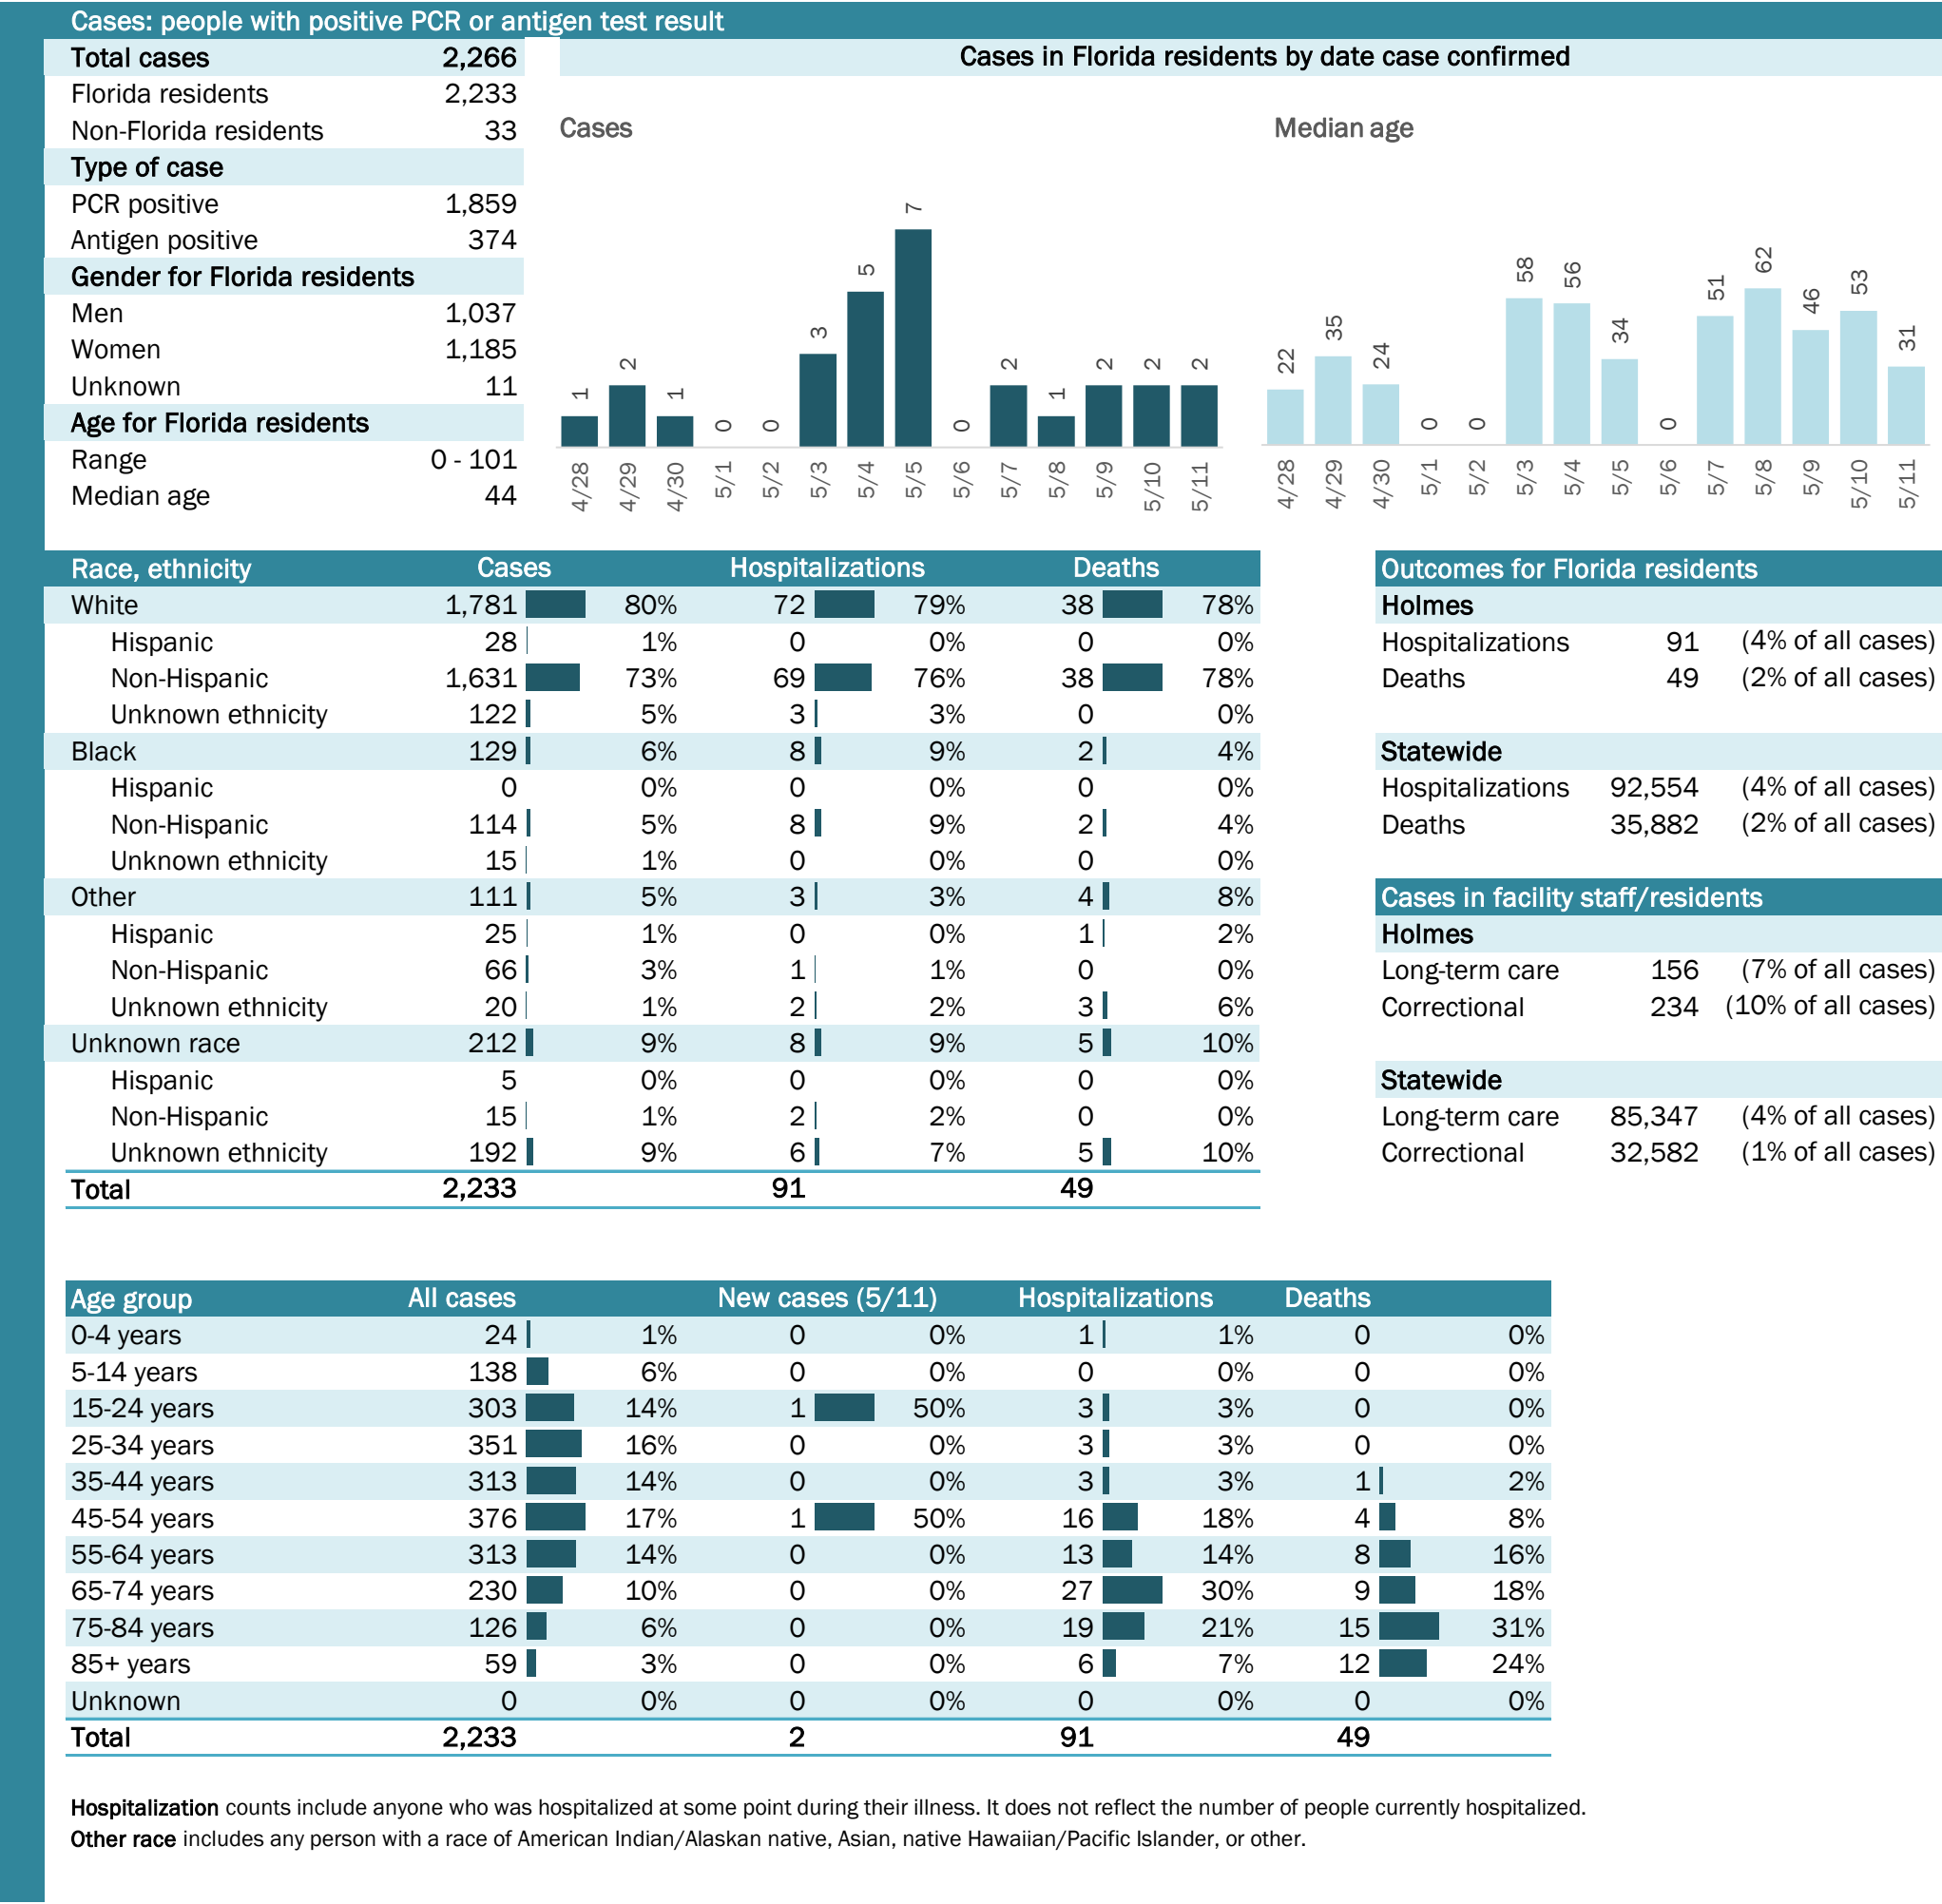 Cases: people with positive PCR or antigen test result
Total cases 2,266
Florida residents 2,233
Non-Florida residents 33
Type of case
PCR positive 1,859
Antigen positive 374
Gender for Florida residents
Men 1,037
Women 1,185
Unknown 11
Age for Florida residents
Range 0 - 101
Median age 44
Cases in Florida residents by date case confirmed
Cases
1 2 1 0 0 3 5 7 0 2 1 2 2 2
4/28 4/29 4/30 5/1 5/2 5/3 5/4 5/5 5/6 5/7 5/8 5/9 5/10 5/11
Median age
22 35 24 0 0 58 56 34 0 51 62 46 53 31
4/28 4/29 4/30 5/1 5/2 5/3 5/4 5/5 5/6 5/7 5/8 5/9 5/10 5/11
Race, ethnicity Cases Hospitalizations Deaths
White 1,781 80% 72 79% 38 78%
Hispanic 28 1% 0 0% 0 0%
Non-Hispanic 1,631 73% 69 76% 38 78%
Unknown ethnicity 122 5% 3 3% 0 0%
Black 129 6% 8 9% 2 4%
Hispanic 0 0% 0 0% 0 0%
Non-Hispanic 114 5% 8 9% 2 4%
Unknown ethnicity 15 1% 0 0% 0 0%
Other 111 5% 3 3% 4 8%
Hispanic 25 1% 0 0% 1 2%
Non-Hispanic 66 3% 1 1% 0 0%
Unknown ethnicity 20 1% 2 2% 3 6%
Unknown race 212 9% 8 9% 5 10%
Hispanic 5 0% 0 0% 0 0%
Non-Hispanic 15 1% 2 2% 0 0%
Unknown ethnicity 192 9% 6 7% 5 10%
Total 2,233 91 49
Outcomes for Florida residents
Holmes
Hospitalizations 91 (4% of all cases)
Deaths 49 (2% of all cases)
Statewide
Hospitalizations 92,554 (4% of all cases)
Deaths 35,882 (2% of all cases)
Cases in facility staff/residents
Holmes
Long-term care 156 (7% of all cases)
Correctional 234 (10% of all cases)
Statewide
Long-term care 85,347 (4% of all cases)
Correctional 32,582 (1% of all cases)
Age group All cases New cases (5/11) Hospitalizations Deaths
0-4 years 24 1% 0 0% 1 1% 0 0%
5-14 years 138 6% 0 0% 0 0% 0 0%
15-24 years 303 14% 1 50% 3 3% 0 0%
25-34 years 351 16% 0 0% 3 3% 0 0%
35-44 years 313 14% 0 0% 3 3% 1 2%
45-54 years 376 17% 1 50% 16 18% 4 8%
55-64 years 313 14% 0 0% 13 14% 8 16%
65-74 years 230 10% 0 0% 27 30% 9 18%
75-84 years 126 6% 0 0% 19 21% 15 31%
85+ years 59 3% 0 0% 6 7% 12 24%
Unknown 0 0% 0 0% 0 0% 0 0%
Total 2,233 2 91 49
Hospitalization counts include anyone who was hospitalized at some point during their illness. It does not reflect the number of people currently hospitalized.
Other race includes any person with a race of American Indian/Alaskan native, Asian, native Hawaiian/Pacific Islander, or other.